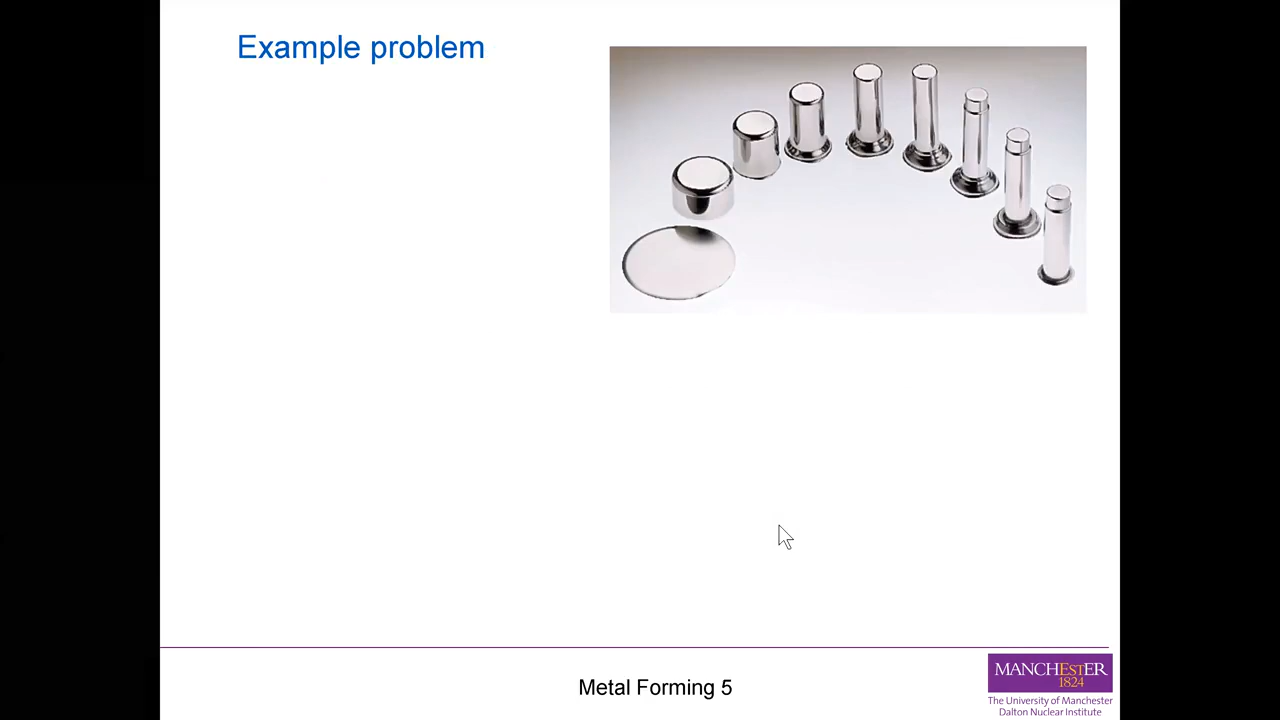 Example problem
Metal Forming 5
MANCHESTER
1824
The University of Manchester
Dalton Nuclear Institute